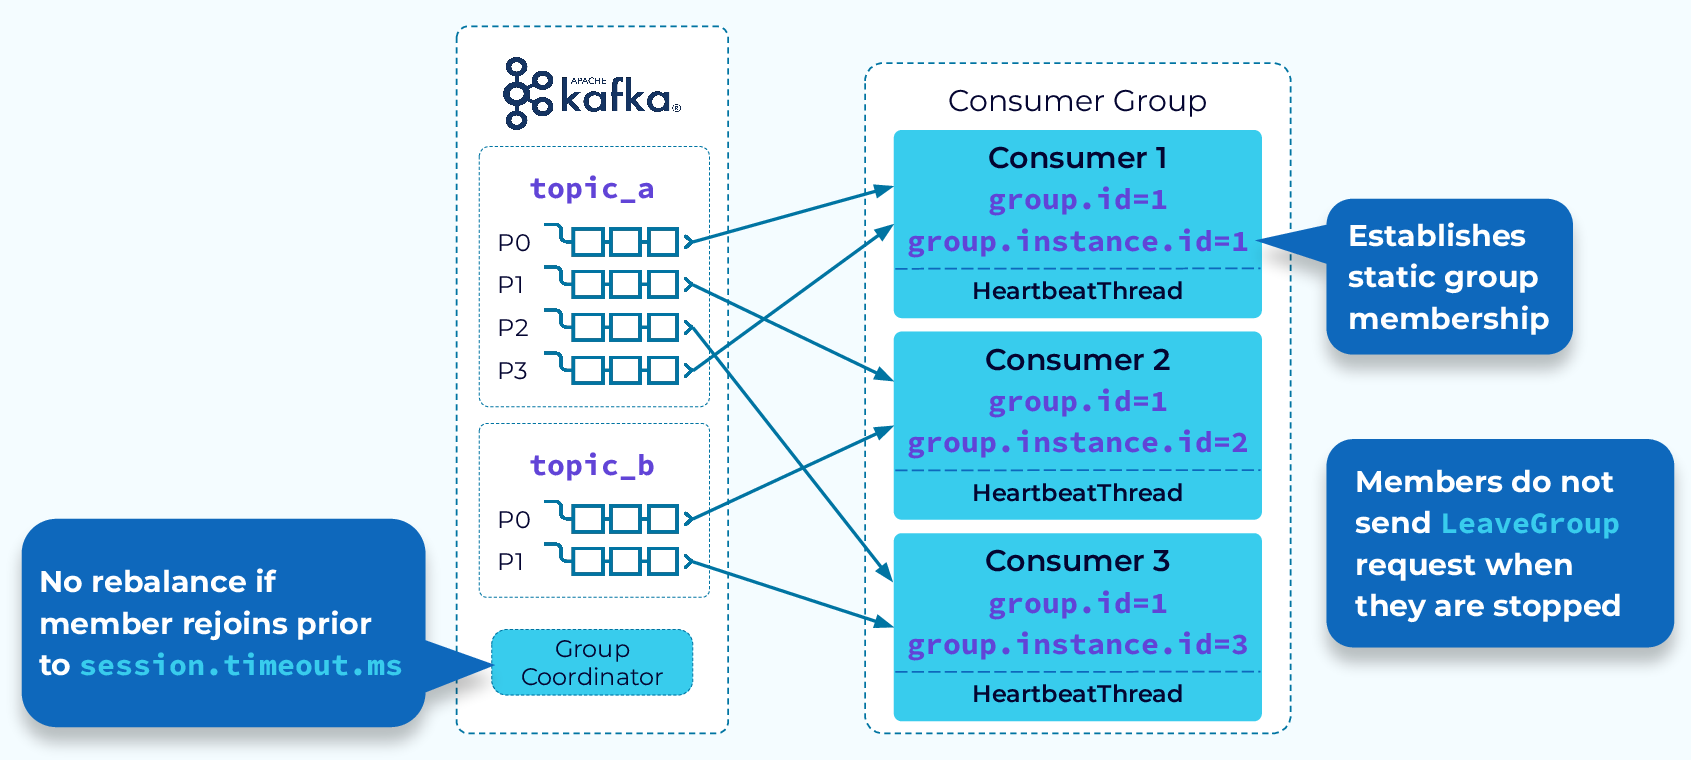 APACHE
kafka®
topic_a
P0
P1
P2
P3
topic_b
P0
P1
Group
Coordinator
No rebalance if
member rejoins prior
to session.timeout.ms
Consumer Group
Consumer 1
group.id=1
group.instance.id=1
HeartbeatThread
Consumer 2
group.id=1
group.instance.id=2
HeartbeatThread
Consumer 3
group.id=1
group.instance.id=3
HeartbeatThread
Establishes
static group
membership
Members do not
send LeaveGroup
request when
they are stopped